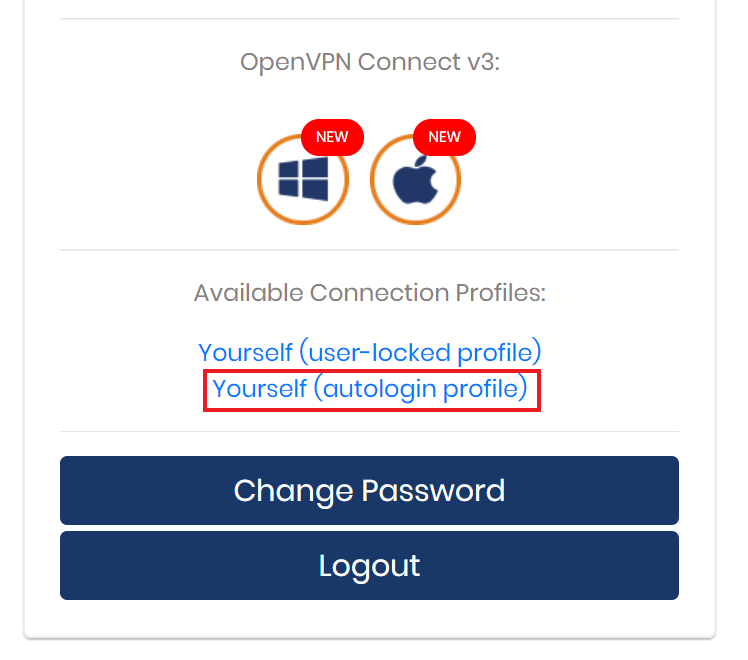 OpenVPN Connect v3:
NEW NEW
Available Connection Profiles:
Yourself (user-locked profile)
Yourself (autologin profile)
Change Password
Logout